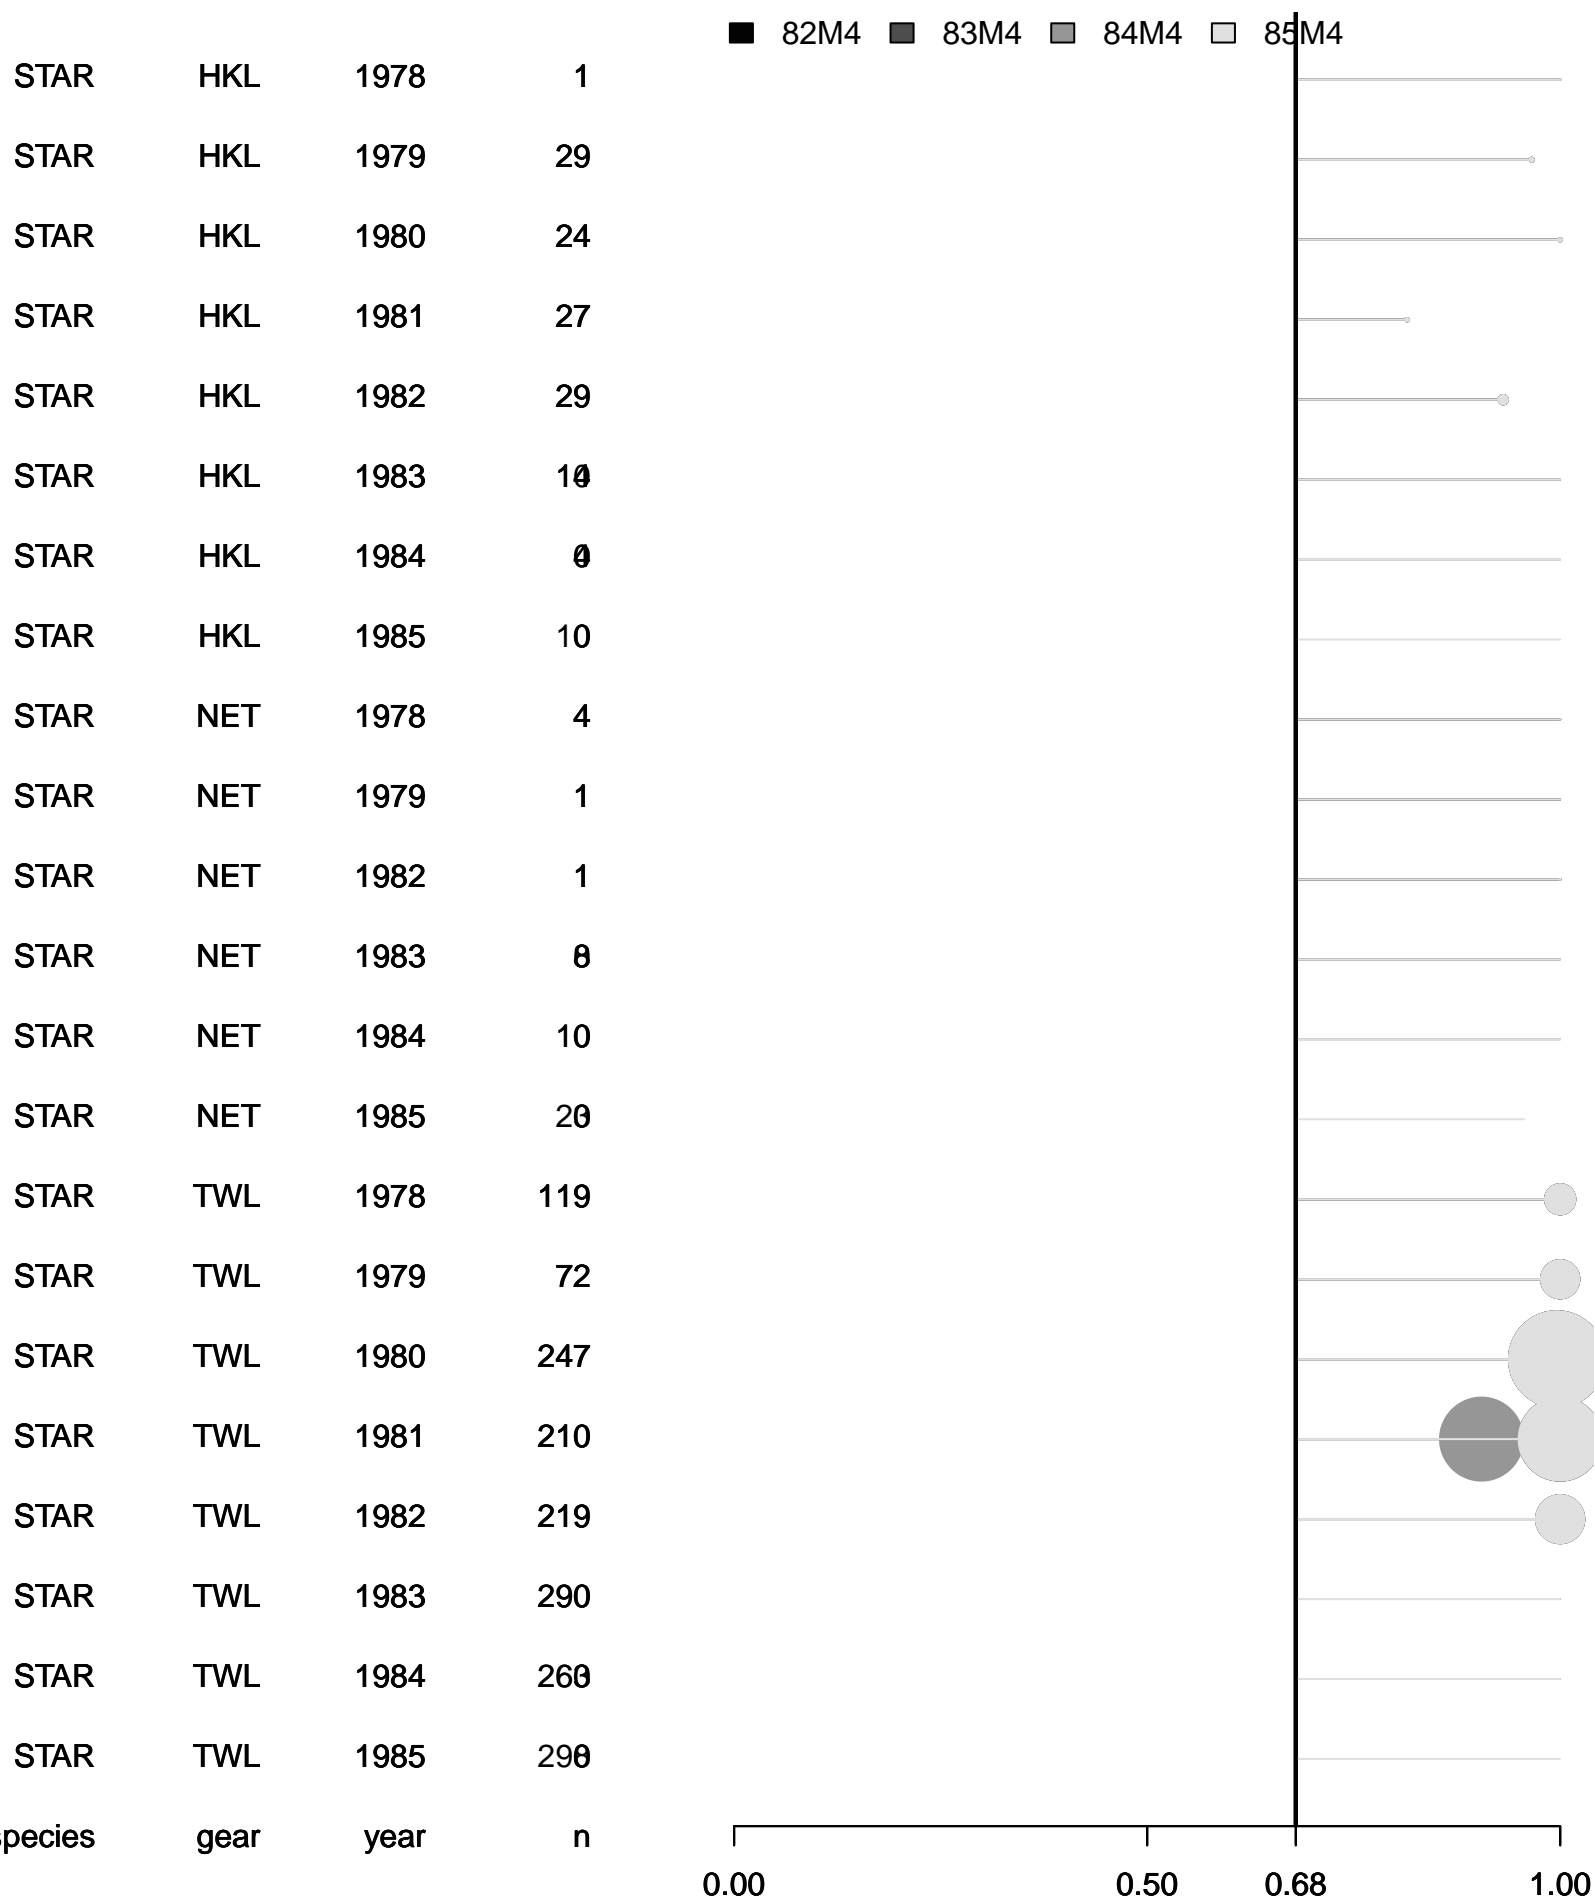 82M4 83M4 84M4 85M4
STAR HKL 1978 1
STAR HKL 1979 29
STAR HKL 1980 24
STAR HKL 1981 27
STAR HKL 1982 29
STAR HKL 1983
STAR HKL 1984
STAR HKL 1985 10
STAR NET 1978 4
STAR NET 1979 1
STAR NET 1982 1
STAR NET 1983
STAR NET 1984 10
STAR NET 1985
STAR TWL 1978 119
STAR TWL 1979 72
STAR TWL 1980 247
STAR TWL 1981 210
STAR TWL 1982 219
STAR TWL 1983 290
STAR TWL 1984
STAR TWL 1985
species gear year n
0.00 0.50 0.68 1.00